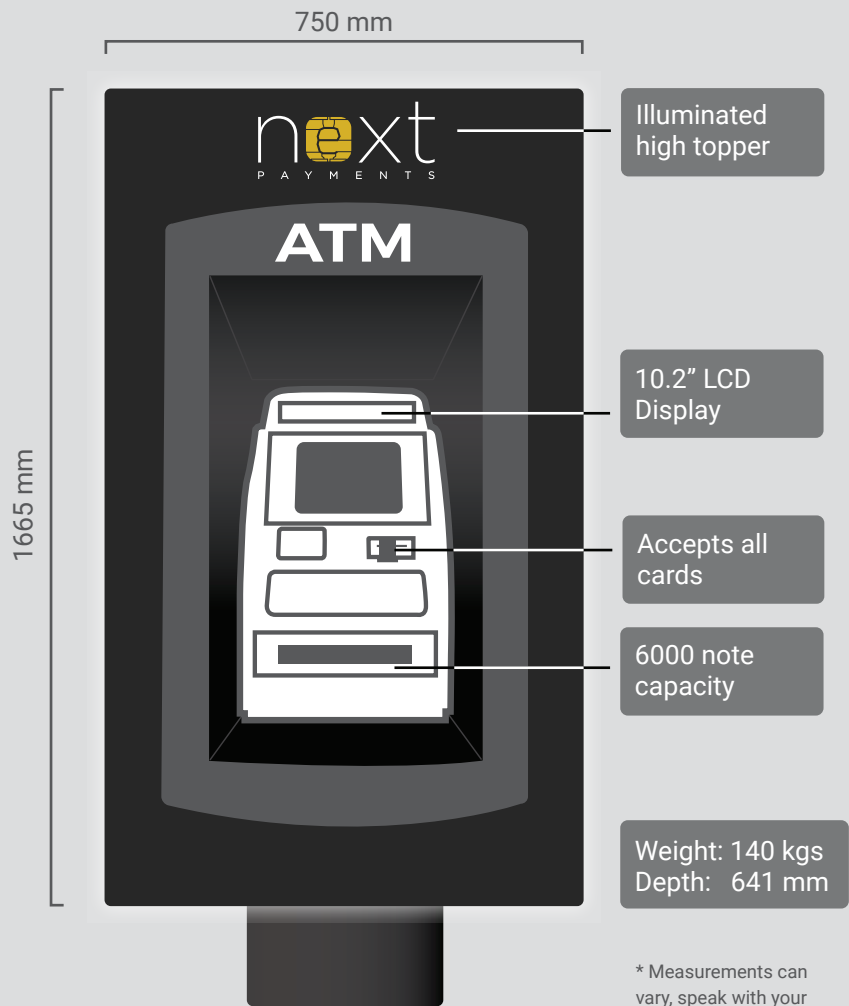 750 mm
next
PAYMENTS
Illuminated
high topper
ATM
10.2” LCD
Display
1665 mm
Accepts all
cards
6000 note
capacity
Weight: 140 kgs
Depth: 641 mm
* Measurements can
vary, speak with your